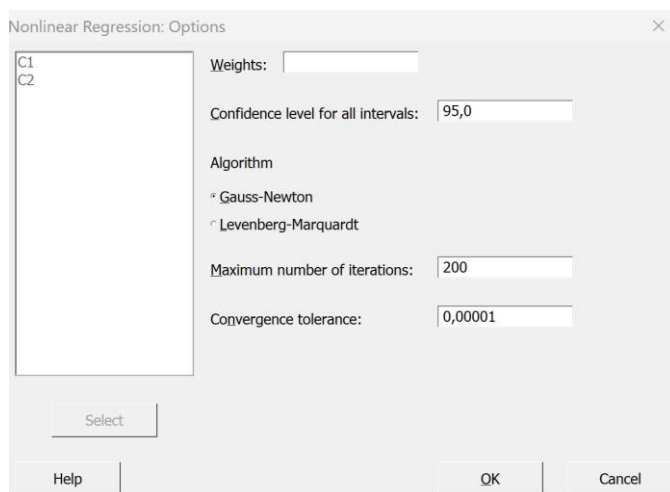 Nonlinear Regression: Options
C1
C2
Weights:
Confidence level for all intervals: 95,0
Algorithm
Gauss-Newton
Levenberg-Marquardt
Maximum number of iterations: 200
Convergence tolerance: 0,00001
Select
Help OK Cancel